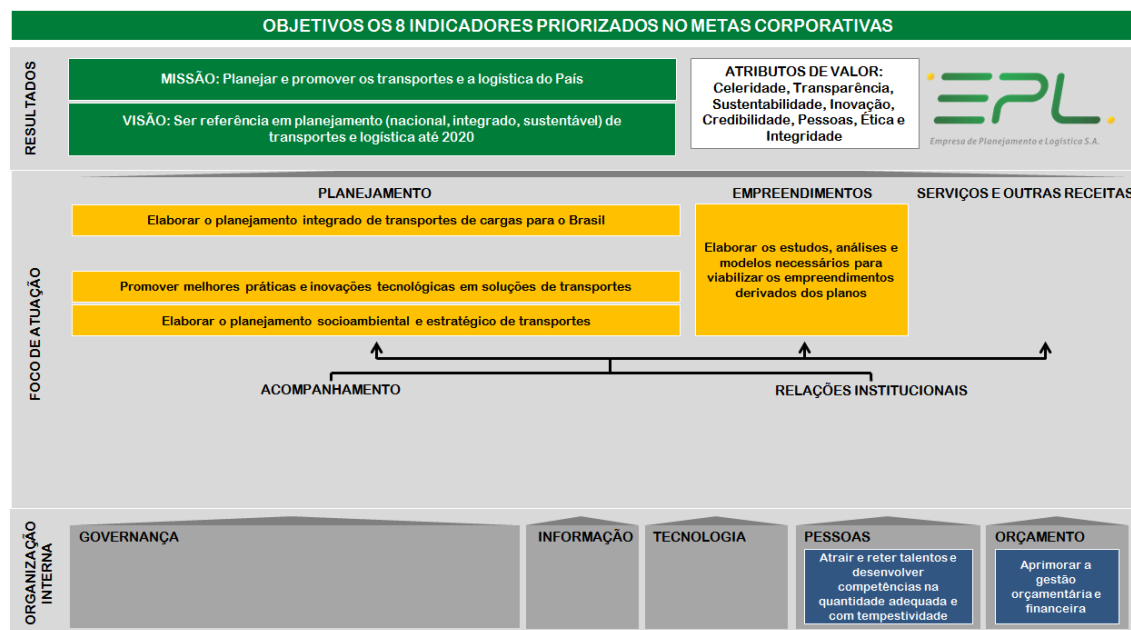 OBJETIVOS OS 8 INDICADORES PRIORIZADOS NO METAS CORPORATIVAS
RESULTADOS
MISSÃO: Planejar e promover os transportes e a logística do País
VISÃO: Ser referência em planejamento (nacional, integrado, sustentável) de
transportes e logística até 2020
ATRIBUTOS DE VALOR:
Celeridade, Transparência,
Sustentabilidade, Inovação,
Credibilidade, Pessoas, Ética e
Integridade
EPL
Empresa de Planejamento e Logística S.A.
FOCO DE ATUAÇÃO
PLANEJAMENTO
Elaborar o planejamento integrado de transportes de cargas para o Brasil
Promover melhores práticas e inovações tecnológicas em soluções de transportes
Elaborar o planejamento socioambiental e estratégico de transportes
EMPREENDIMENTOS
Elaborar os estudos, análises e
modelos necessários para
viabilizar os empreendimentos
derivados dos planos
SERVIÇOS E OUTRAS RECEITAS
ACOMPANHAMENTO
RELAÇÕES INSTITUCIONAIS
ORGANIZAÇÃO
INTERNA
GOVERNANÇA
INFORMAÇÃO
TECNOLOGIA
PESSOAS
Atrair e reter talentos e
desenvolver
competências na
quantidade adequada e
com tempestividade
ORÇAMENTO
Aprimorar a
gestão
orçamentária e
financeira